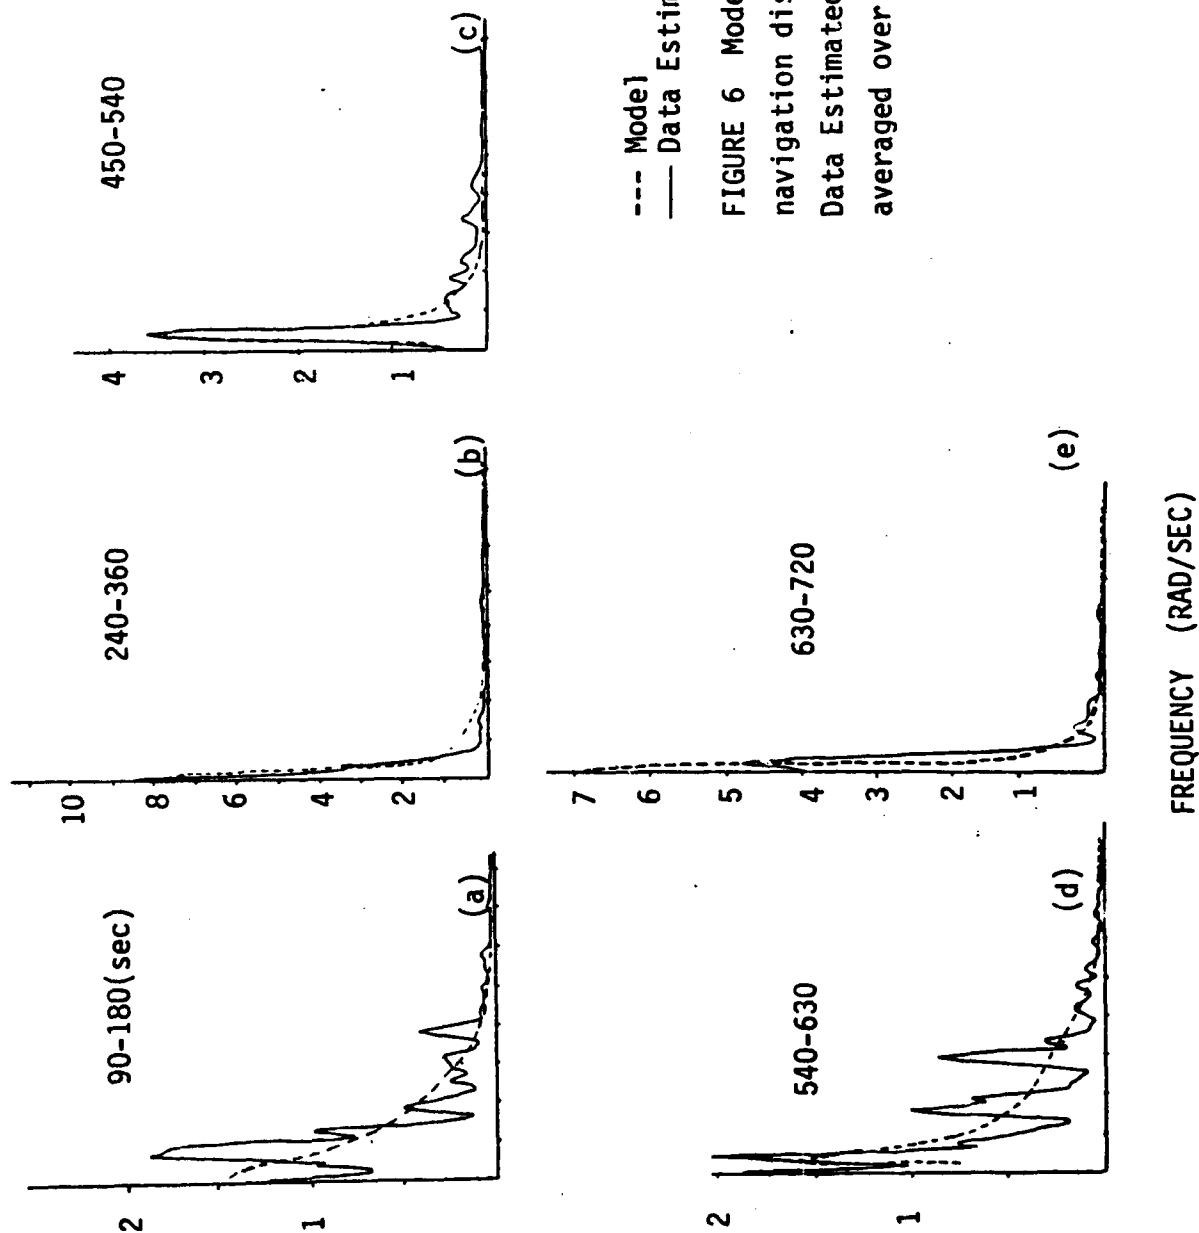 90-180(sec)
2
1
(a)
240-360
10
8
6
4
2
(b)
450-540
4
3
2
1
(c)
540-630
2
1
(d)
630-720
7
6
5
4
3
2
1
(e)
FREQUENCY (RAD/SEC)
--- Model
—— Data Estim
FIGURE 6 Mode
navigation dis
Data Estimated
averaged over